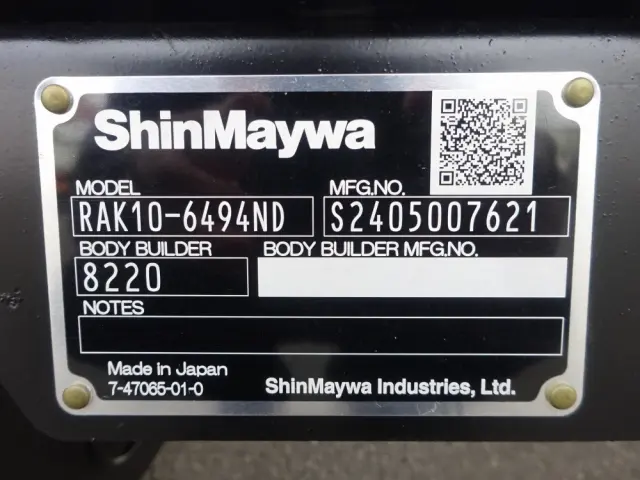 ShinMaywa
MODEL MFG.NO.
RAK10-6494ND S2405007621
BODY BUILDER BODY BUILDER MFG.NO.
8220
NOTES
Made in Japan
7-47065-01-0 ShinMaywa Industries, Ltd.